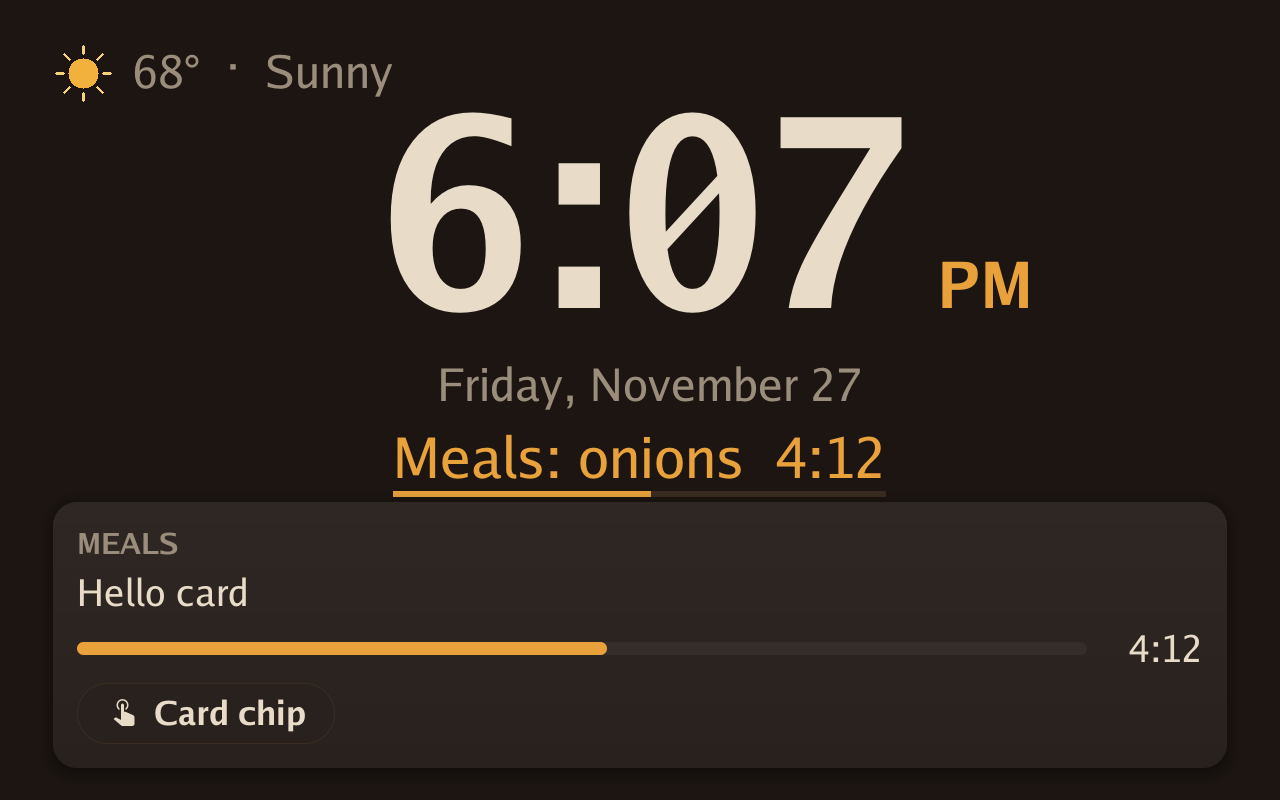 68° · Sunny
6:07 PM
Friday, November 27
Meals: onions 4:12
MEALS
Hello card
4:12
Card chip